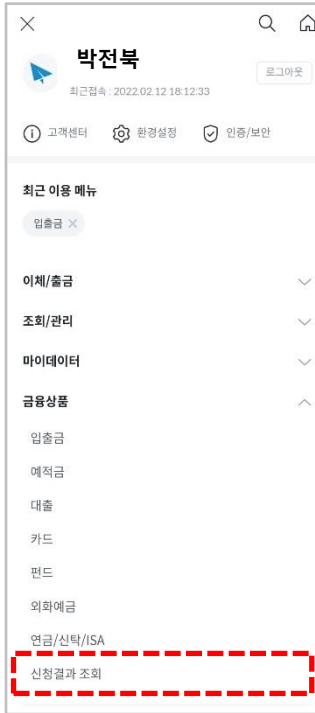 박전북
로그아웃
최근접속 : 2022.02.12 18:12:33
고객센터 환경설정 인증/보안
최근 이용 메뉴
입출금
이체/출금
조회/관리
마이데이터
금융상품
입출금
예적금
대출
카드
펀드
외화예금
연금/신탁/ISA
신청결과 조회